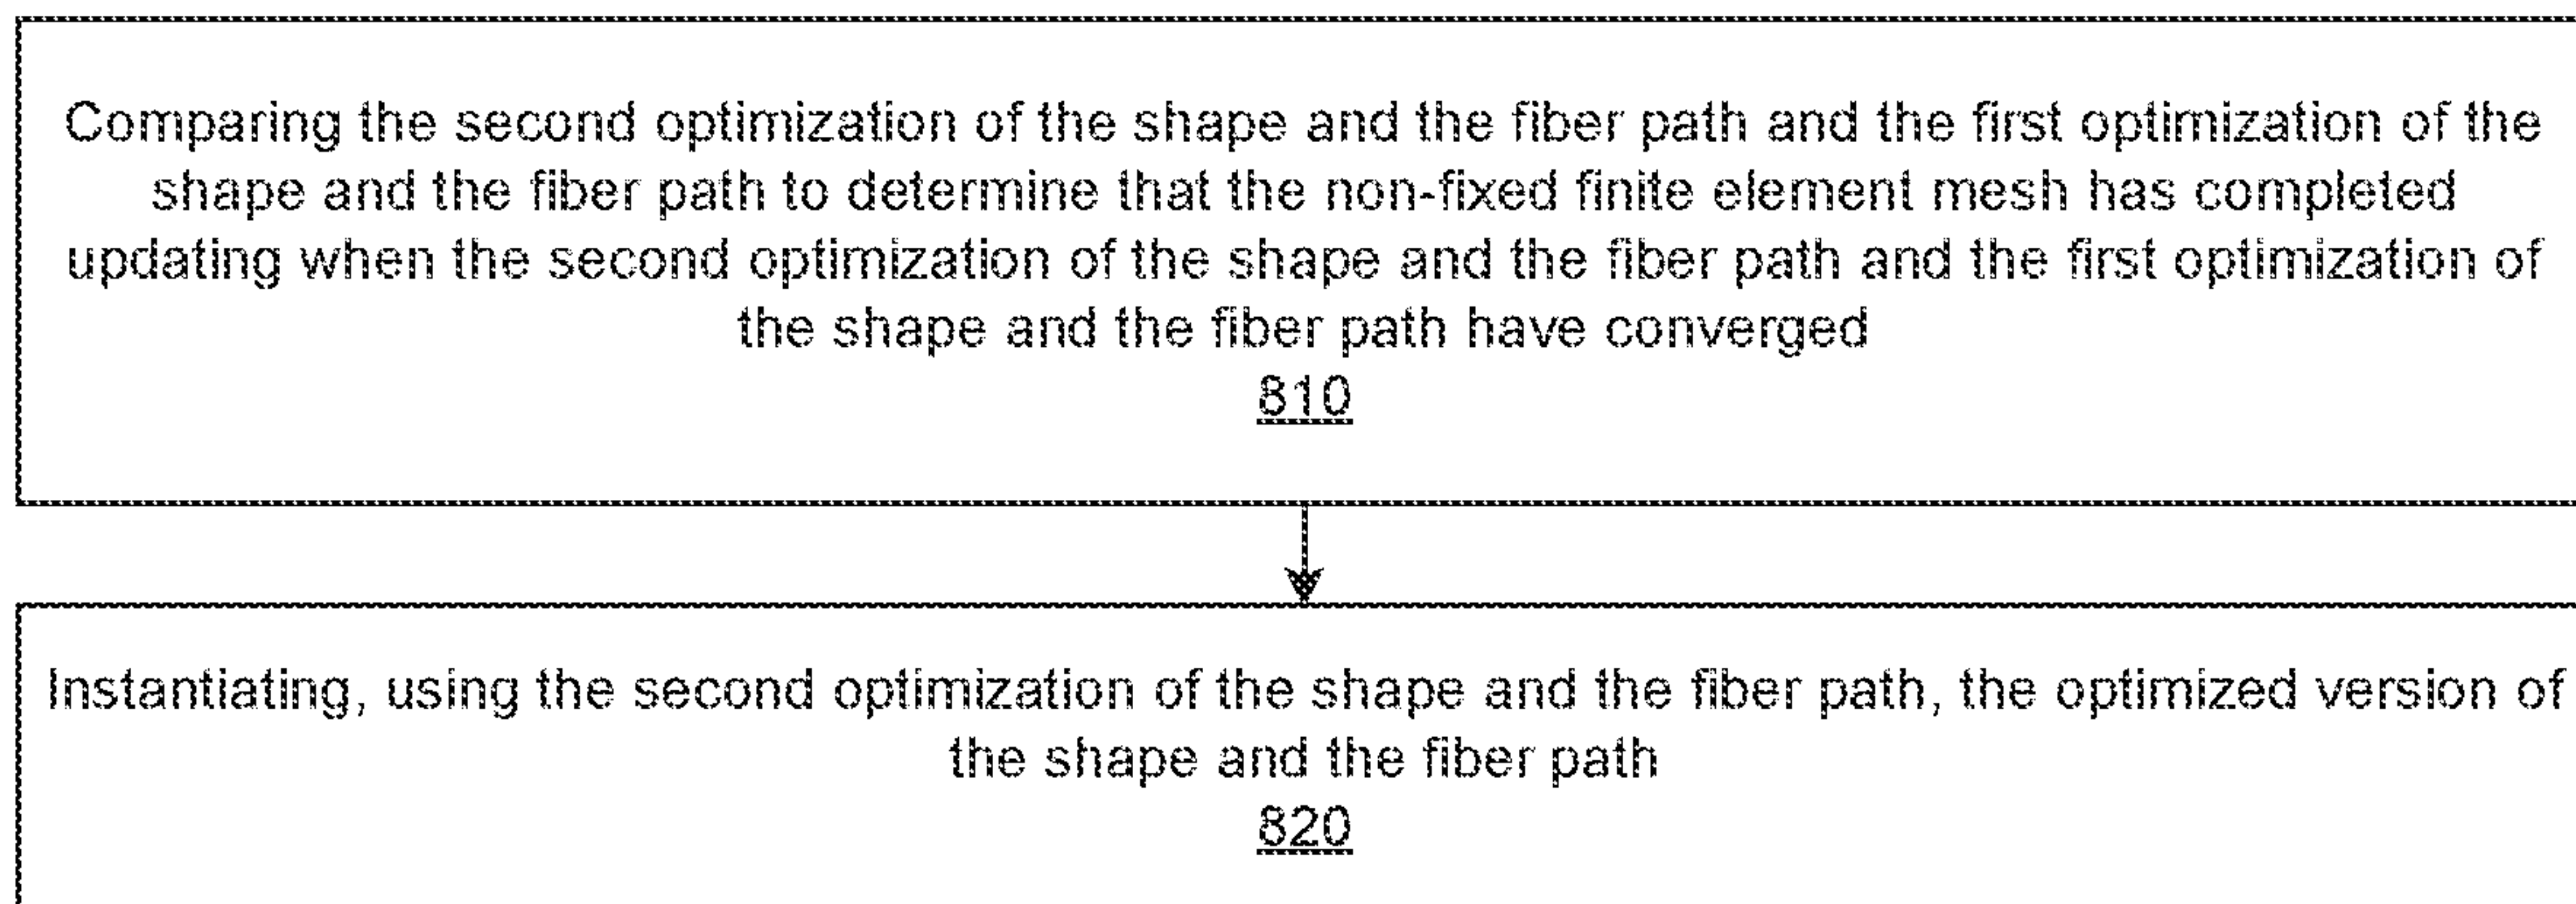 Comparing the second optimization of the shape and the fiber path and the first optimization of the
shape and the fiber path to determine that the non-fixed finite element mesh has completed
updating when the second optimization of the shape and the fiber path and the first optimization of
the shape and the fiber path have converged
810
Instantiating, using the second optimization of the shape and the fiber path, the optimized version of
the shape and the fiber path
820